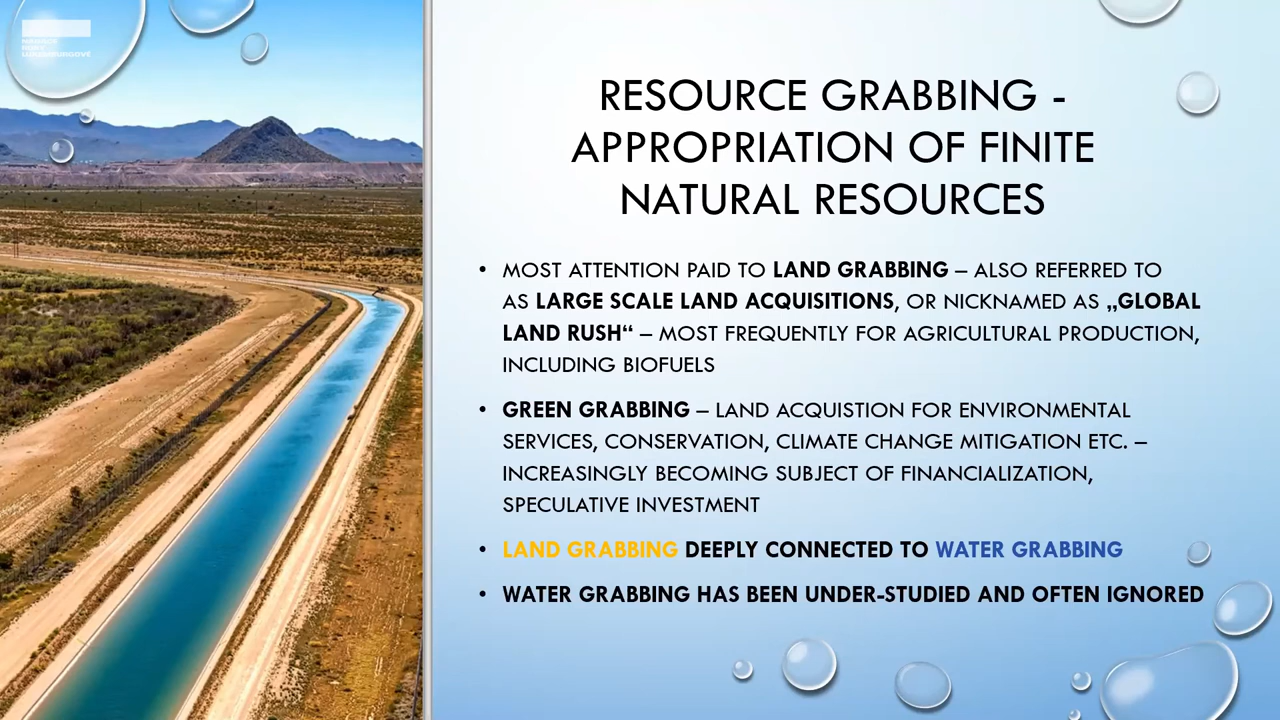 RESOURCE GRABBING -
APPROPRIATION OF FINITE
NATURAL RESOURCES
• MOST ATTENTION PAID TO LAND GRABBING – ALSO REFERRED TO
AS LARGE SCALE LAND ACQUISITIONS, OR NICKNAMED AS „GLOBAL
LAND RUSH“ – MOST FREQUENTLY FOR AGRICULTURAL PRODUCTION,
INCLUDING BIOFUELS
• GREEN GRABBING – LAND ACQUISTION FOR ENVIRONMENTAL
SERVICES, CONSERVATION, CLIMATE CHANGE MITIGATION ETC. –
INCREASINGLY BECOMING SUBJECT OF FINANCIALIZATION,
SPECULATIVE INVESTMENT
• LAND GRABBING DEEPLY CONNECTED TO WATER GRABBING
• WATER GRABBING HAS BEEN UNDER-STUDIED AND OFTEN IGNORED